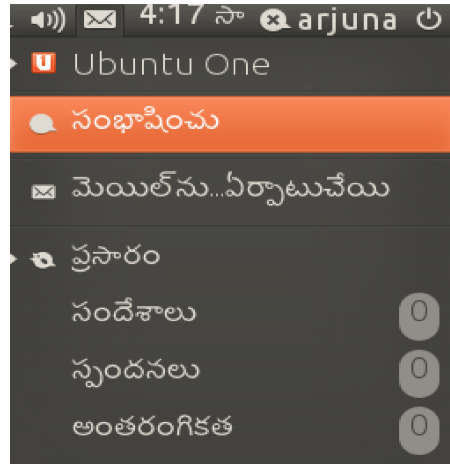 4:17 సా arjuna
Ubuntu One
సంభాషించు
మెయిల్‌ను...ఏర్పాటుచేయి
ప్రసారం
సందేశాలు 0
స్పందనలు 0
అంతరంగికత 0